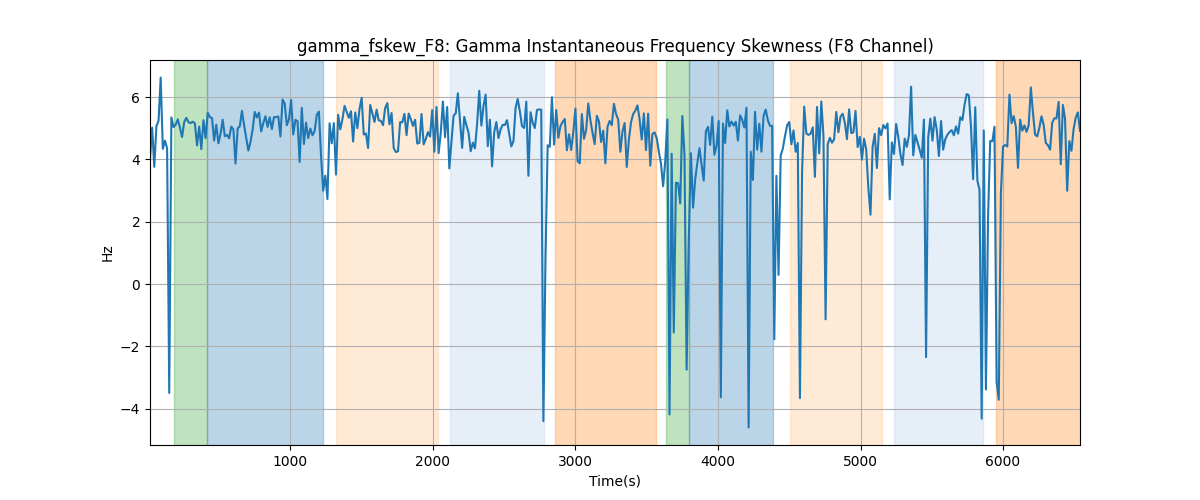 gamma_fskew_F8: Gamma Instantaneous Frequency Skewness (F8 Channel)
6
4
2
0
−2
−4
Hz
1000 2000 3000 4000 5000 6000
Time(s)